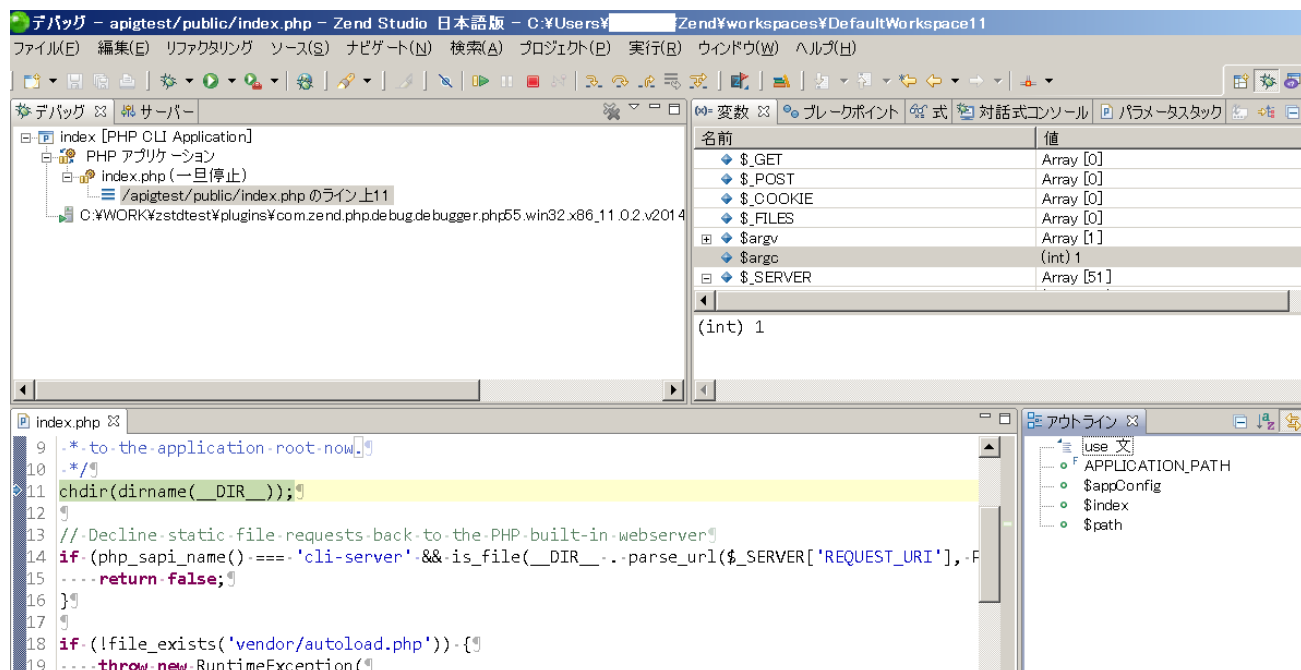 デバッグ - apigtest/public/index.php - Zend Studio 日本語版 - C:¥Users¥ Zend¥workspaces¥DefaultWorkspace11
ファイル(F) 編集(E) リファクタリング ソース(S) ナビゲート(N) 検索(A) プロジェクト(P) 実行(R) ウィンドウ(W) ヘルプ(H)
デバッグ サーバー
index [PHP CLI Application]
PHP アプリケーション
index.php (一旦停止)
/apigtest/public/index.php のライン上11
C:¥WORK¥zstdtest¥plugins¥com.zend.php.debug.debugger.php55.win32.x86_11.0.2.v2014
変数 ブレークポイント 式 対話式コンソール パラメータスタック
名前 値
$_GET Array [0]
$_POST Array [0]
$_COOKIE Array [0]
$_FILES Array [0]
$argv Array [1]
$argc (int) 1
$_SERVER Array [51]
(int) 1
index.php
9 * to the application root now.
10 */
11 chdir(dirname(__DIR__));
12
13 // Decline static file requests back to the PHP built-in webserver
14 if (php_sapi_name() === 'cli-server' && is_file(__DIR__ . parse_url($_SERVER['REQUEST_URI'], P
15 return false;
16 }
17
18 if (!file_exists('vendor/autoload.php')) {
19 throw new RuntimeException(
アウトライン
use 文
APPLICATION_PATH
$appConfig
$index
$path